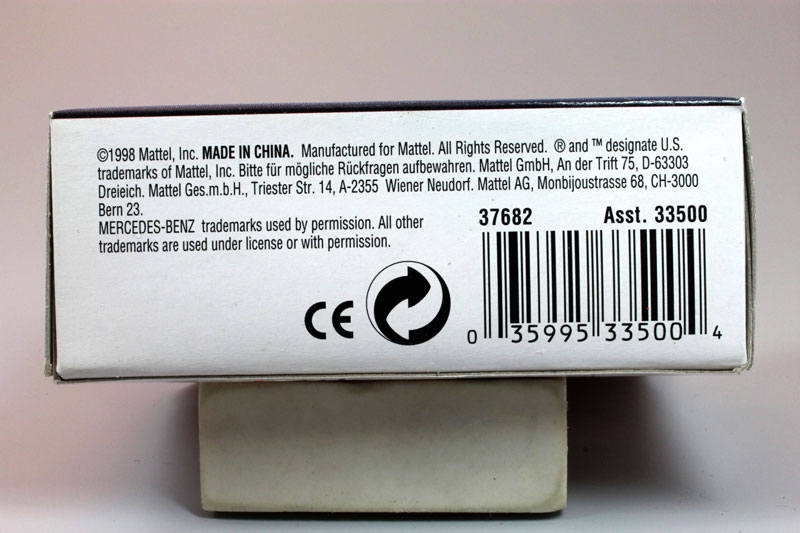 ©1998 Mattel, Inc. MADE IN CHINA. Manufactured for Mattel. All Rights Reserved. ® and ™ designate U.S.
trademarks of Mattel, Inc. Bitte für mögliche Rückfragen aufbewahren. Mattel GmbH, An der Trift 75, D-63303
Dreieich. Mattel Ges.m.b.H., Triester Str. 14, A-2355 Wiener Neudorf. Mattel AG, Monbijoustrasse 68, CH-3000
Bern 23.
MERCEDES-BENZ trademarks used by permission. All other
trademarks are used under license or with permission.
37682 Asst. 33500
CE
0 35995 33500 4